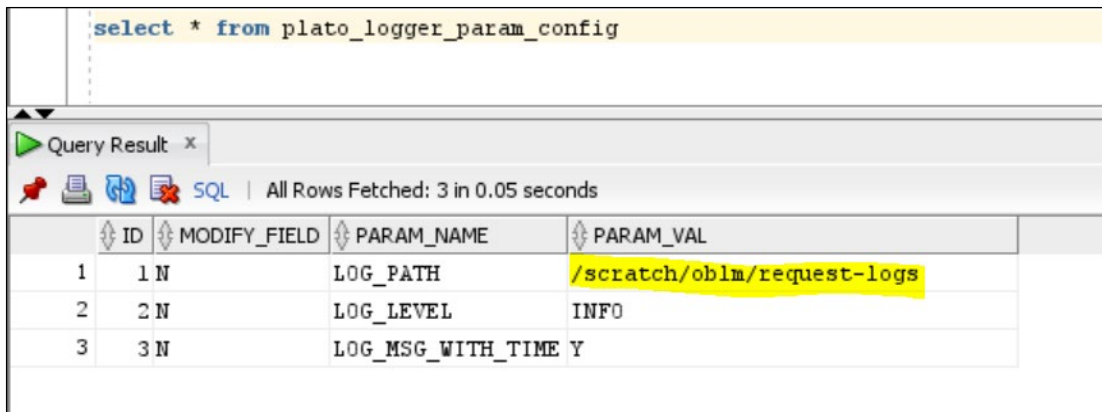 select * from plato_logger_param_config
Query Result x
SQL | All Rows Fetched: 3 in 0.05 seconds
ID MODIFY_FIELD PARAM_NAME PARAM_VAL
1 1 N LOG_PATH /scratch/oblm/request-logs
2 2 N LOG_LEVEL INFO
3 3 N LOG_MSG_WITH_TIME Y